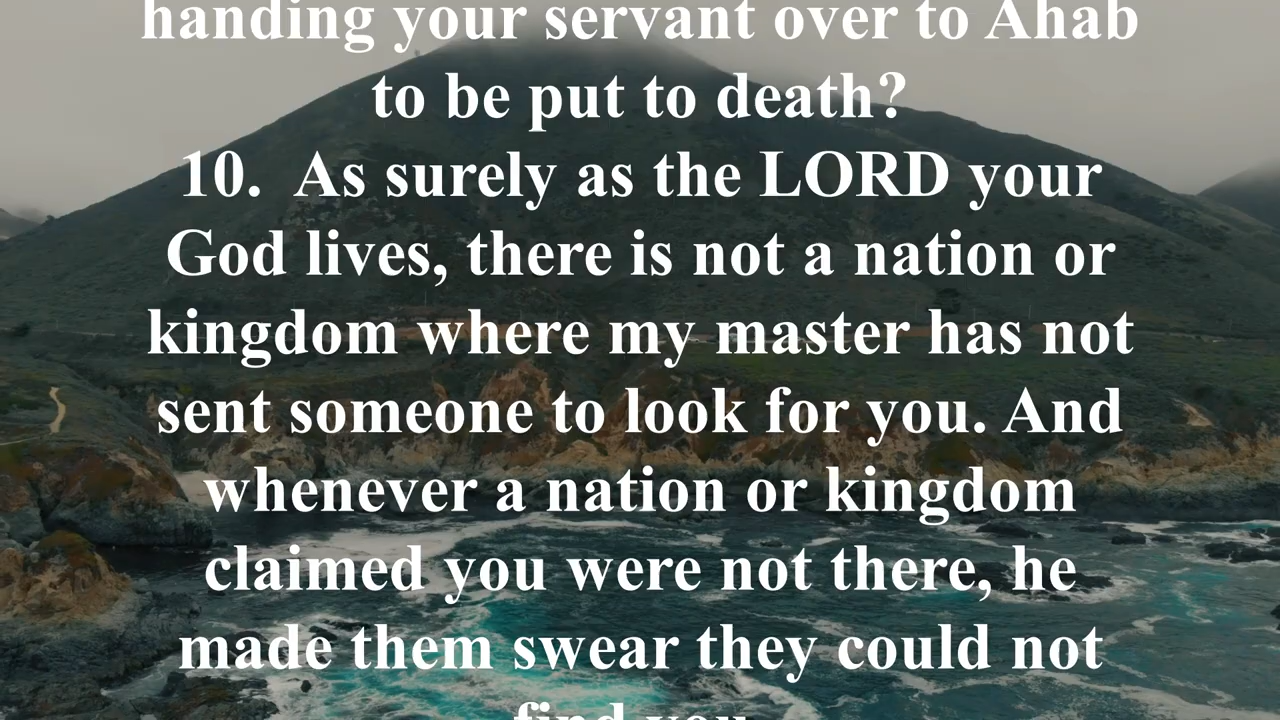 handing your servant over to Ahab
to be put to death?
10. As surely as the LORD your
God lives, there is not a nation or
kingdom where my master has not
sent someone to look for you. And
whenever a nation or kingdom
claimed you were not there, he
made them swear they could not
find you.